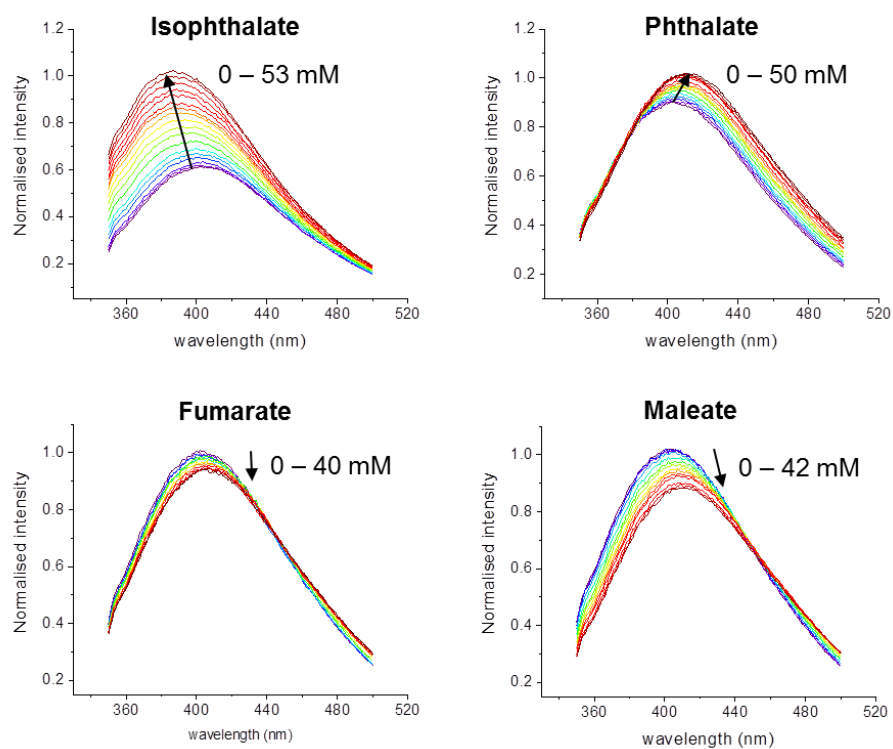 Isophthalate
0 – 53 mM
Normalised intensity
1.2
1.0
0.8
0.6
0.4
0.2
360 400 440 480 520
wavelength (nm)
Phthalate
0 – 50 mM
Normalised intensity
1.2
1.0
0.8
0.6
0.4
0.2
360 400 440 480 520
wavelength (nm)
Fumarate
0 – 40 mM
Normalised intensity
1.0
0.8
0.6
0.4
0.2
360 400 440 480 520
wavelength (nm)
Maleate
0 – 42 mM
Normalised intensity
1.0
0.8
0.6
0.4
0.2
360 400 440 480 520
wavelength (nm)